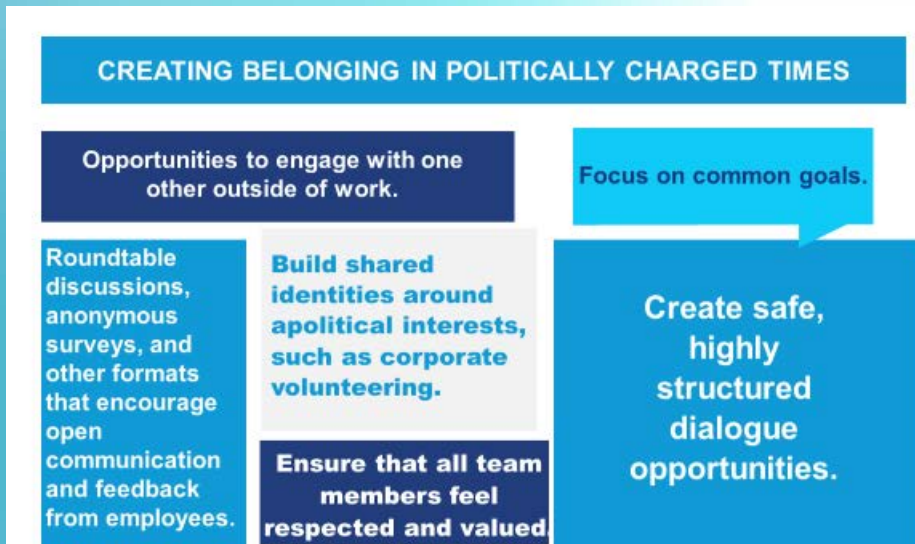 CREATING BELONGING IN POLITICALLY CHARGED TIMES
Opportunities to engage with one
other outside of work.
Focus on common goals.
Roundtable
discussions,
anonymous
surveys, and
other formats
that encourage
open
communication
and feedback
from employees.
Build shared
identities around
apolitical interests,
such as corporate
volunteering.
Ensure that all team
members feel
respected and valued.
Create safe,
highly
structured
dialogue
opportunities.